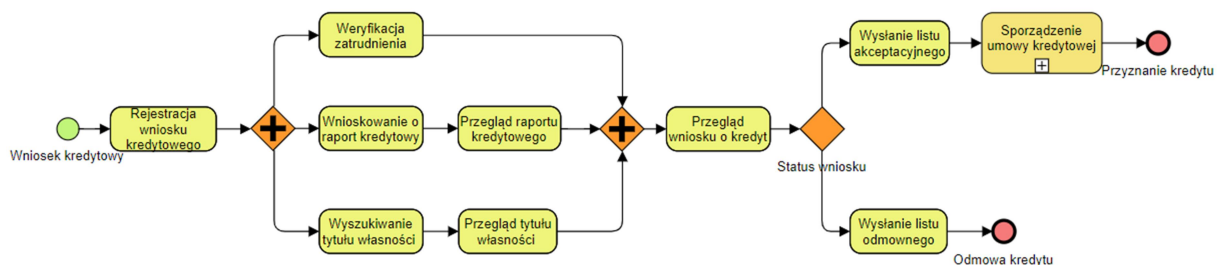 Weryfikacja
zatrudnienia
Wysłanie listu
akceptacyjnego
Sporządzenie
umowy kredytowej
Przyznanie kredytu
Rejestracja
wniosku
kredytowego
Wniosek kredytowy
Wnioskowanie o
raport kredytowy
Przegląd raportu
kredytowego
Przegląd
wniosku o kredyt
Status wniosku
Wyszukiwanie
tytułu własności
Przegląd tytułu
własności
Wysłanie listu
odmownego
Odmowa kredytu